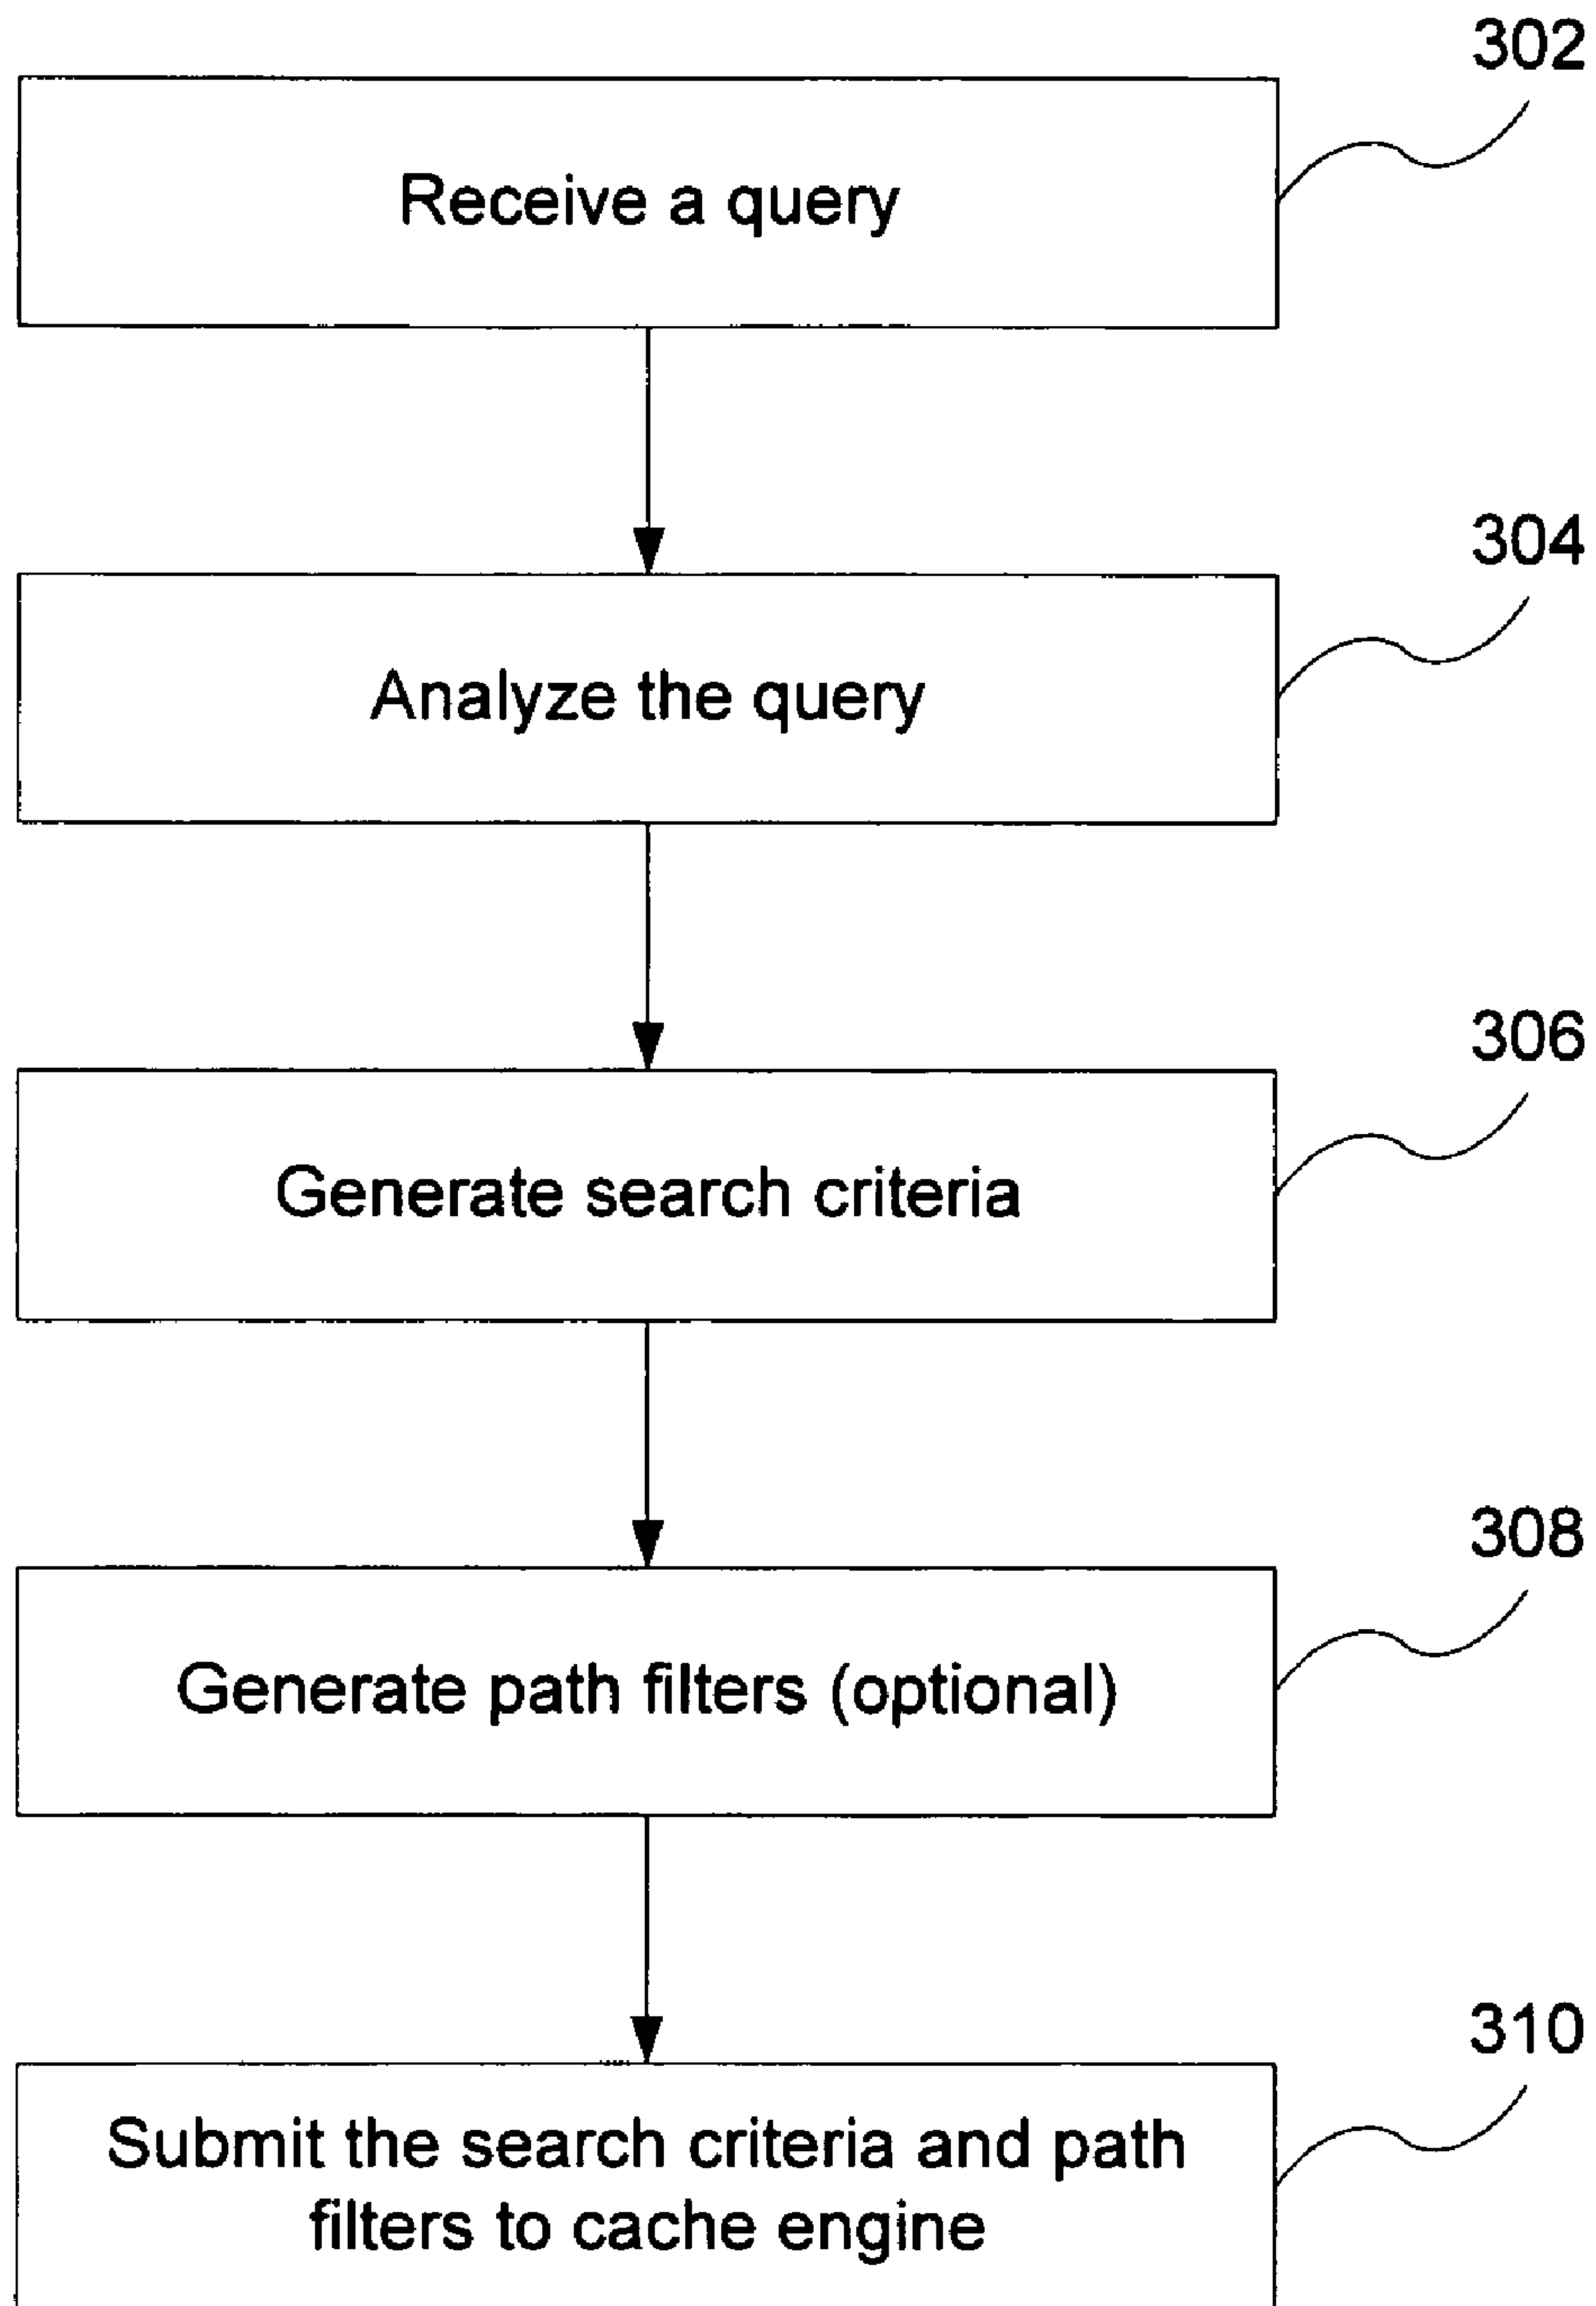 302
Receive a query
304
Analyze the query
306
Generate search criteria
308
Generate path filters (optional)
310
Submit the search criteria and path
filters to cache engine